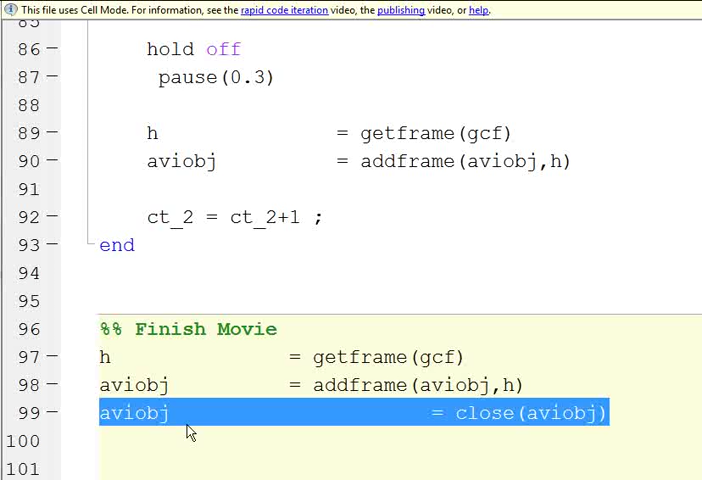 This file uses Cell Mode. For information, see the rapid code iteration video, the publishing video, or help.
85
86 — hold off
87 — pause(0.3)
88
89 — h = getframe(gcf)
90 — aviobj = addframe(aviobj,h)
91
92 — ct_2 = ct_2+1 ;
93 — end
94
95
96 %% Finish Movie
97 — h = getframe(gcf)
98 — aviobj = addframe(aviobj,h)
99 — aviobj = close(aviobj)
100
101